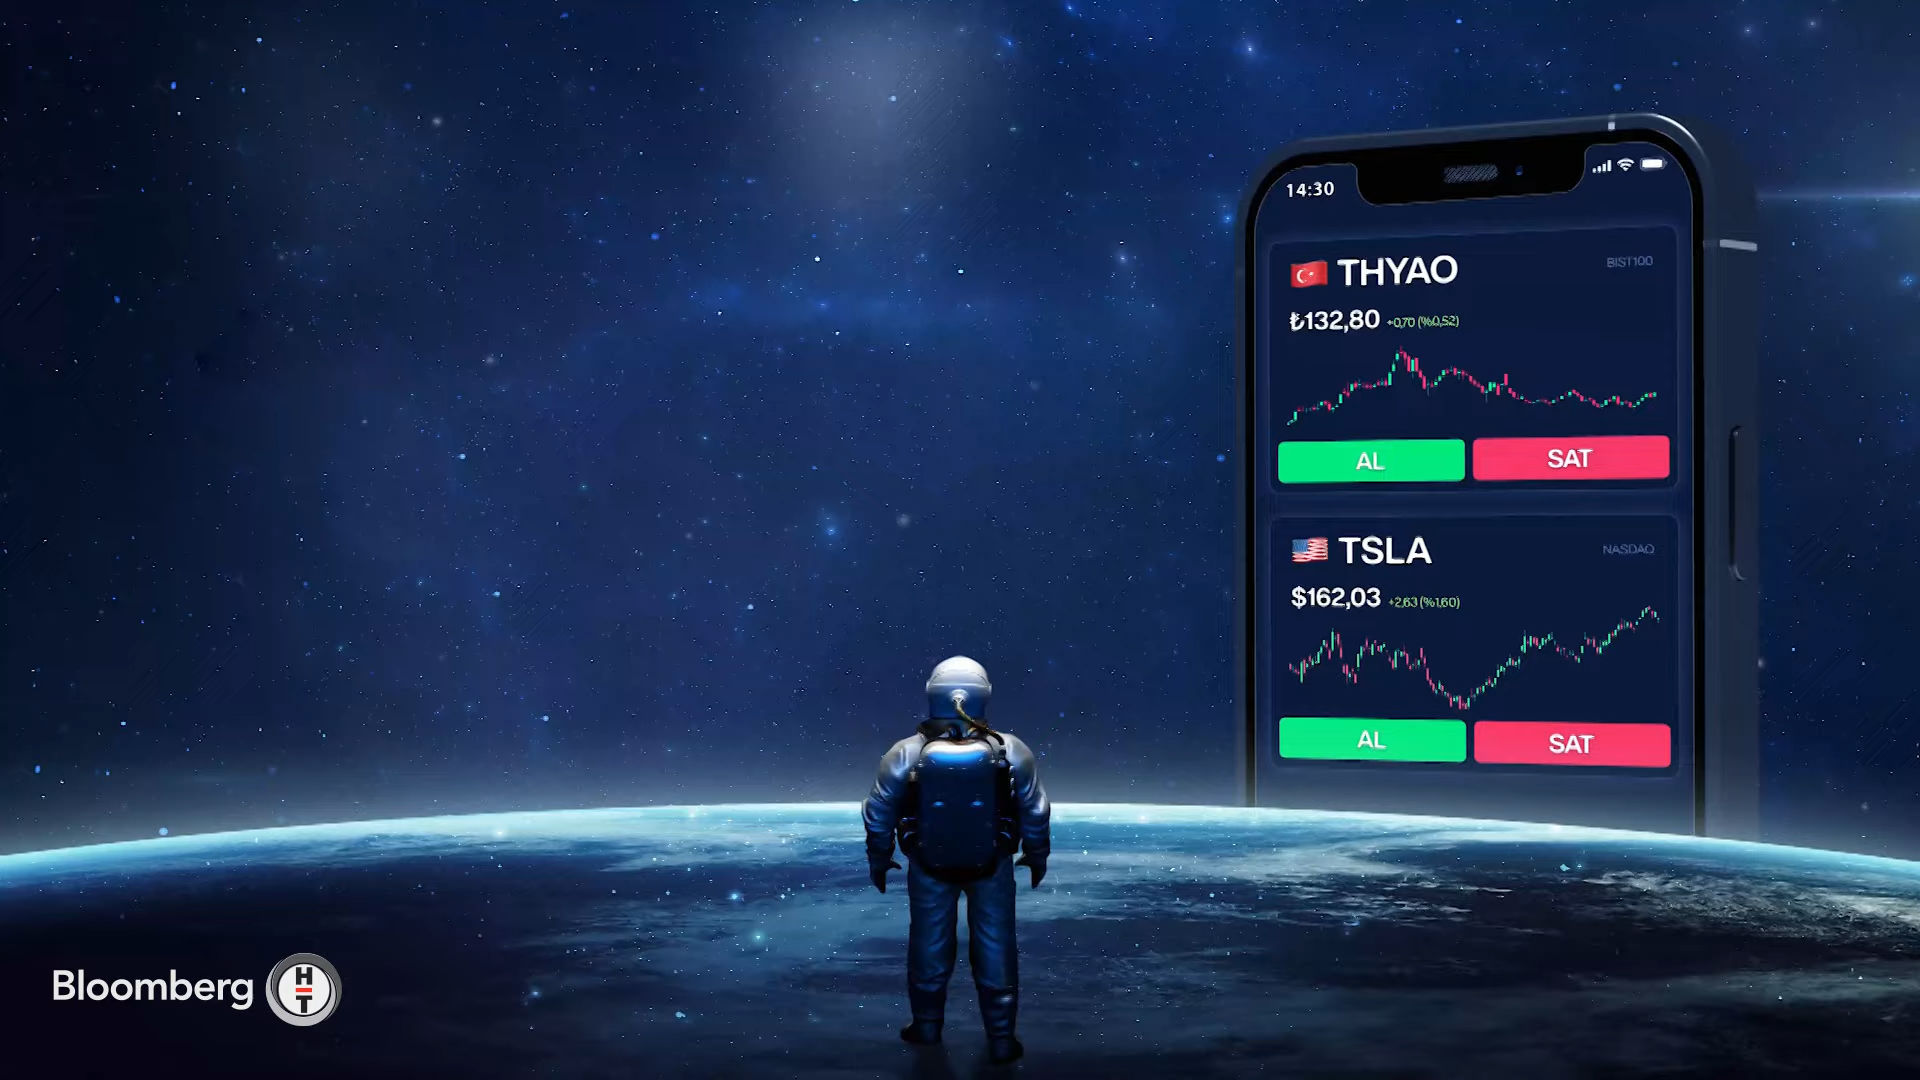 14:30
THYAO
BIST100
₺132,80 +0,70 (%0,52)
AL
SAT
TSLA
NASDAQ
$162,03 +2,63 (%1,60)
AL
SAT
Bloomberg HT